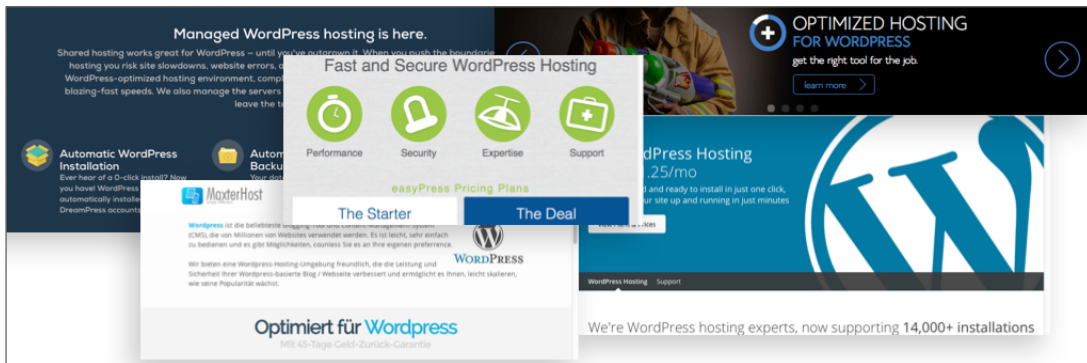 Managed WordPress hosting is here.
Shared hosting works great for WordPress — until you've outgrown it. When you push the boundarie
hosting you risk site slowdowns, website errors, a
WordPress-optimized hosting environment, compl
blazing-fast speeds. We also manage the servers
leave the t
Automatic WordPress
Installation
Ever hear of a 0-click install? Now
you have! WordPress
automatically installe
DreamPress accounts
Autom
Backu
Your dat
OPTIMIZED HOSTING
FOR WORDPRESS
get the right tool for the job.
learn more
Fast and Secure WordPress Hosting
Performance
Security
Expertise
Support
easyPress Pricing Plans
The Starter
The Deal
dPress Hosting
.25/mo
d and ready to install in just one click,
ur site up and running in just minutes
WordPress Hosting
Support
We're WordPress hosting experts, now supporting 14,000+ installations
MaxterHost
Wordpress ist die beliebteste Blogging-Tool und Content-Management-System
(CMS), die von Millionen von Websites verwendet werden. Es ist leicht, sehr einfach
zu bedienen und es gibt Möglichkeiten, counless Sie es an Ihre eigenen preferrence.
WORDPRESS
Wir bieten eine Wordpress-Hosting-Umgebung freundlich, die die Leistung und
Sicherheit Ihrer Wordpress-basierte Blog / Webseite verbessert und ermöglicht es Ihnen, leicht skalieren,
wie seine Popularität wächst.
Optimiert für Wordpress
Mit 45-Tage Geld-Zurück-Garantie